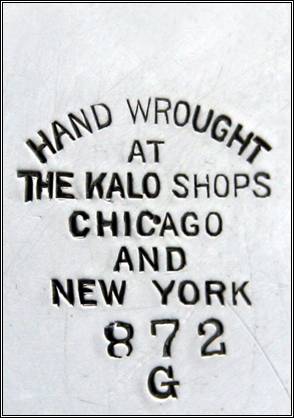 HAND WROUGHT
AT
THE KALO SHOPS
CHICAGO
AND
NEW YORK
872
G